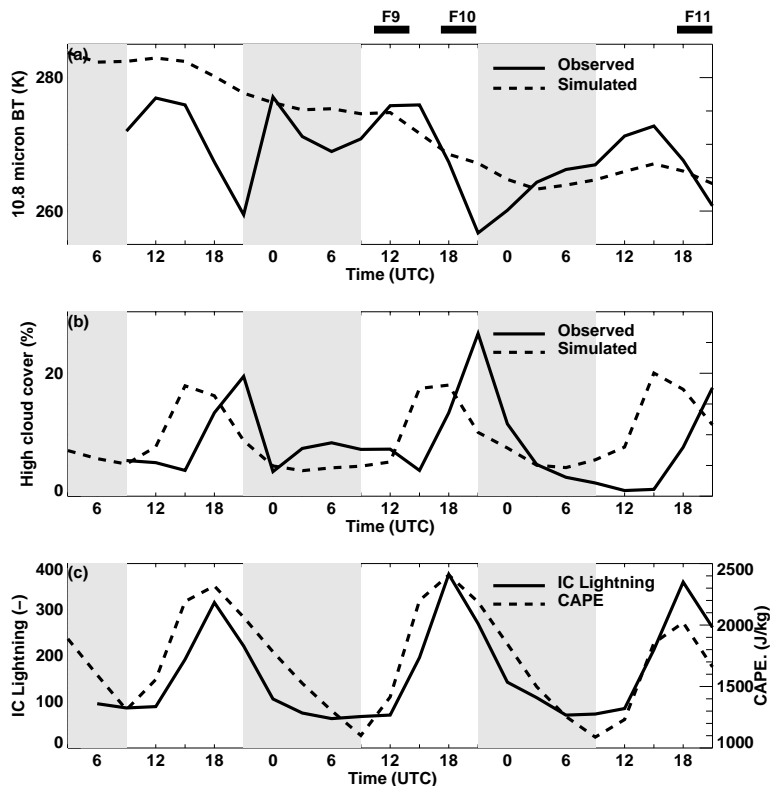 F9 F10 F11
(a)
Observed
Simulated
10.8 micron BT (K)
280
260
6 12 18 0 6 12 18 0 6 12 18
Time (UTC)
(b)
Observed
Simulated
High cloud cover (%)
20
0
6 12 18 0 6 12 18 0 6 12 18
Time (UTC)
(c)
IC Lightning
CAPE
IC Lightning (–)
400
300
200
100
0
2500
2000
1500
1000
CAPE. (J/kg)
6 12 18 0 6 12 18 0 6 12 18
Time (UTC)